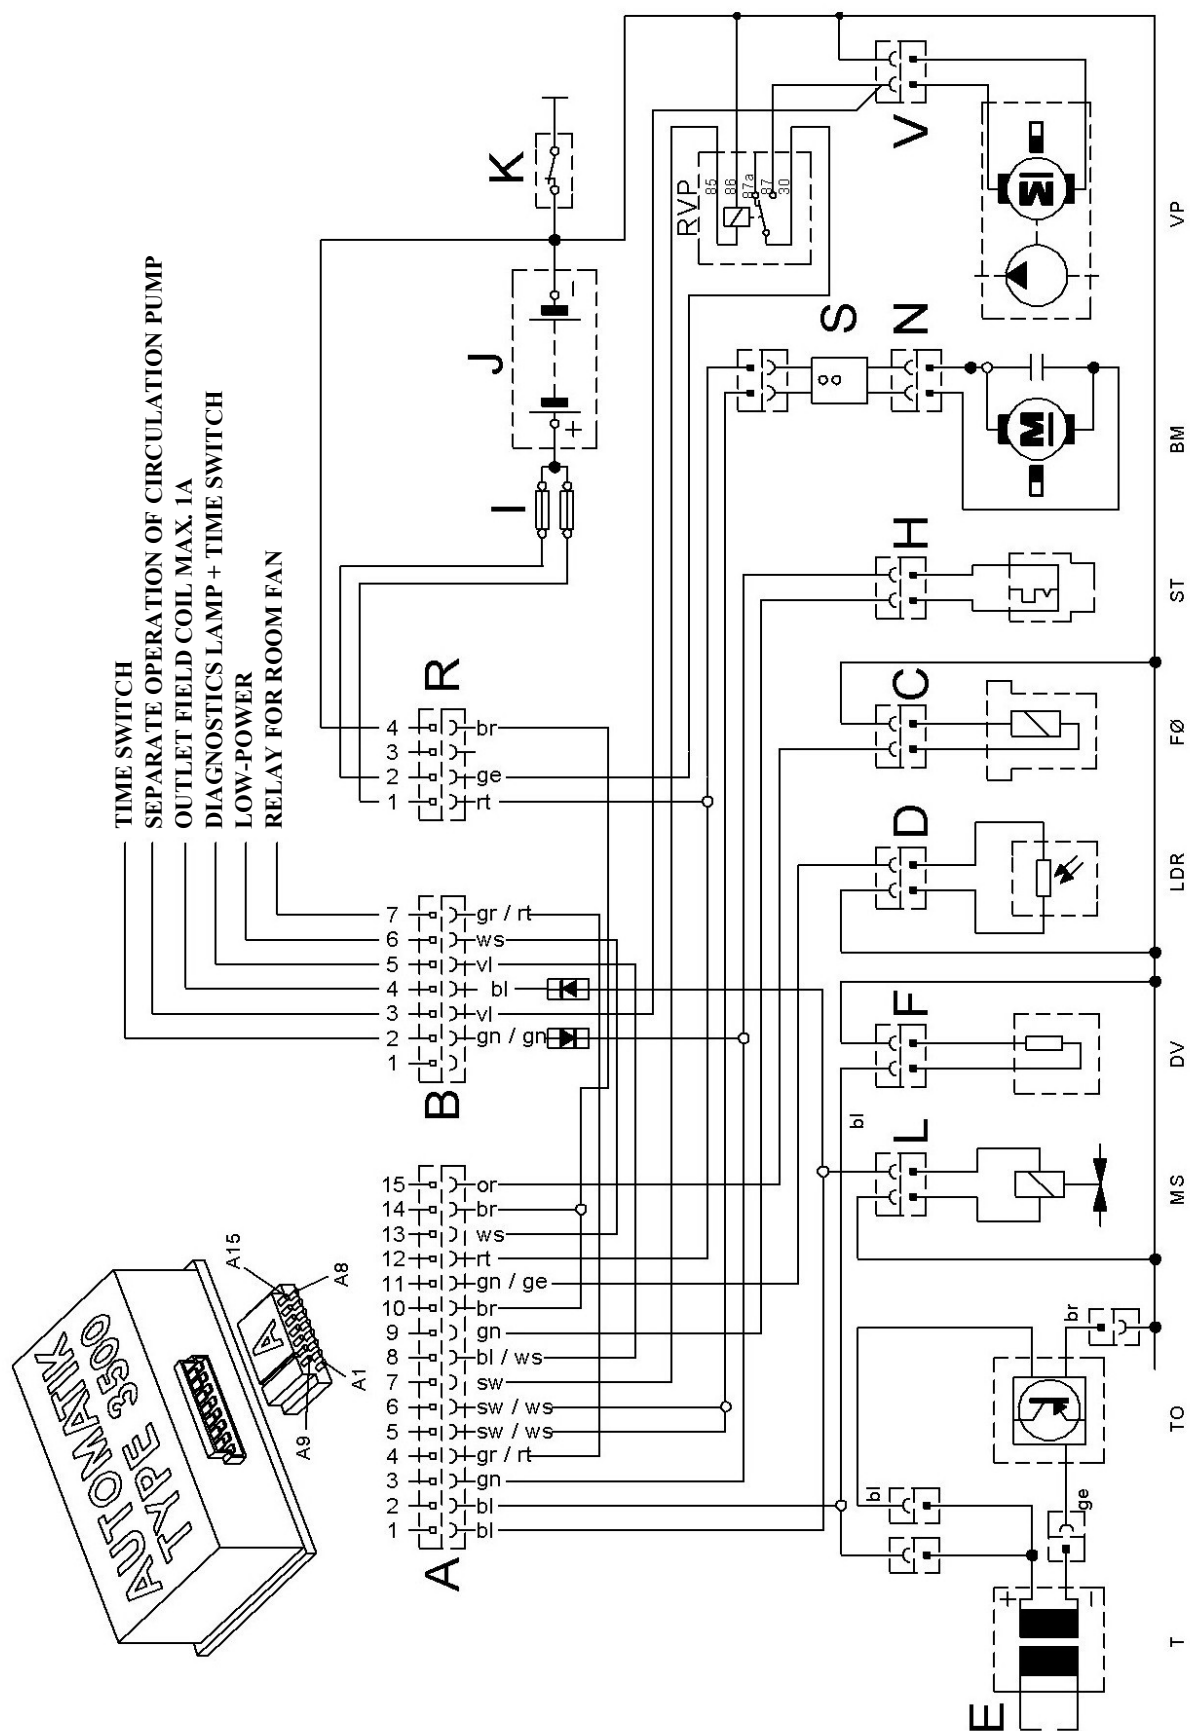 TIME SWITCH
SEPARATE OPERATION OF CIRCULATION PUMP
OUTLET FIELD COIL MAX. 1A
DIAGNOSTICS LAMP + TIME SWITCH
LOW-POWER
RELAY FOR ROOM FAN
AUTOMATIK
TYPE 3500
A
A15
A8
A9
A1
A
1 bl
2 bl
3 gn
4 gr / rt
5 sw / ws
6 sw / ws
7 sw
8 bl / ws
9 gn
10 br
11 gn / ge
12 rt
13 ws
14 br
15 or
B
1
2 gn / gn
3 vl
4 bl
5 vl
6 ws
7 gr / rt
R
1 rt
2 ge
3
4 br
I
J
+
–
K
RVP
85
86
87a
87
30
S
E
+
–
bl
ge
br
L
bl
F
D
C
H
N
M
V
M
T
TO
MS
DV
LDR
FØ
ST
BM
VP